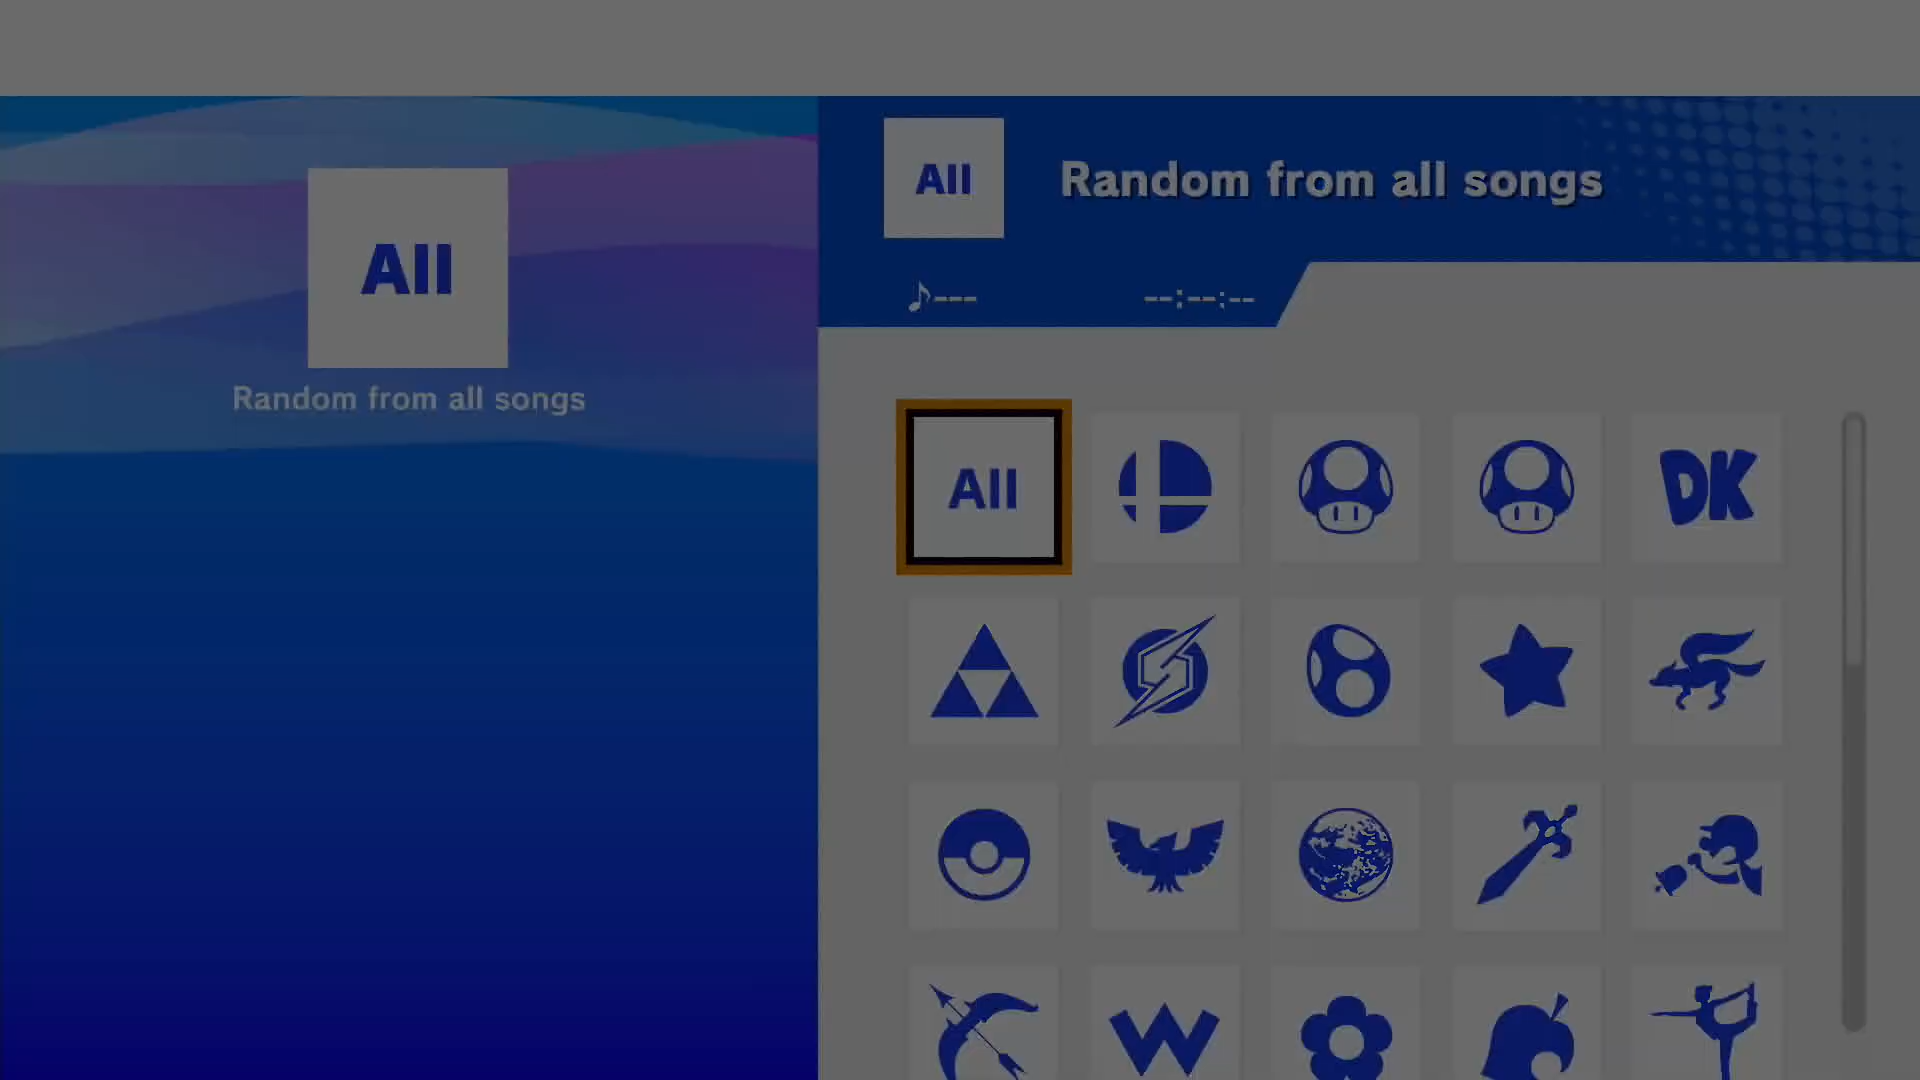 All
Random from all songs
All
Random from all songs
♪---
--:--:--
All
DK
W